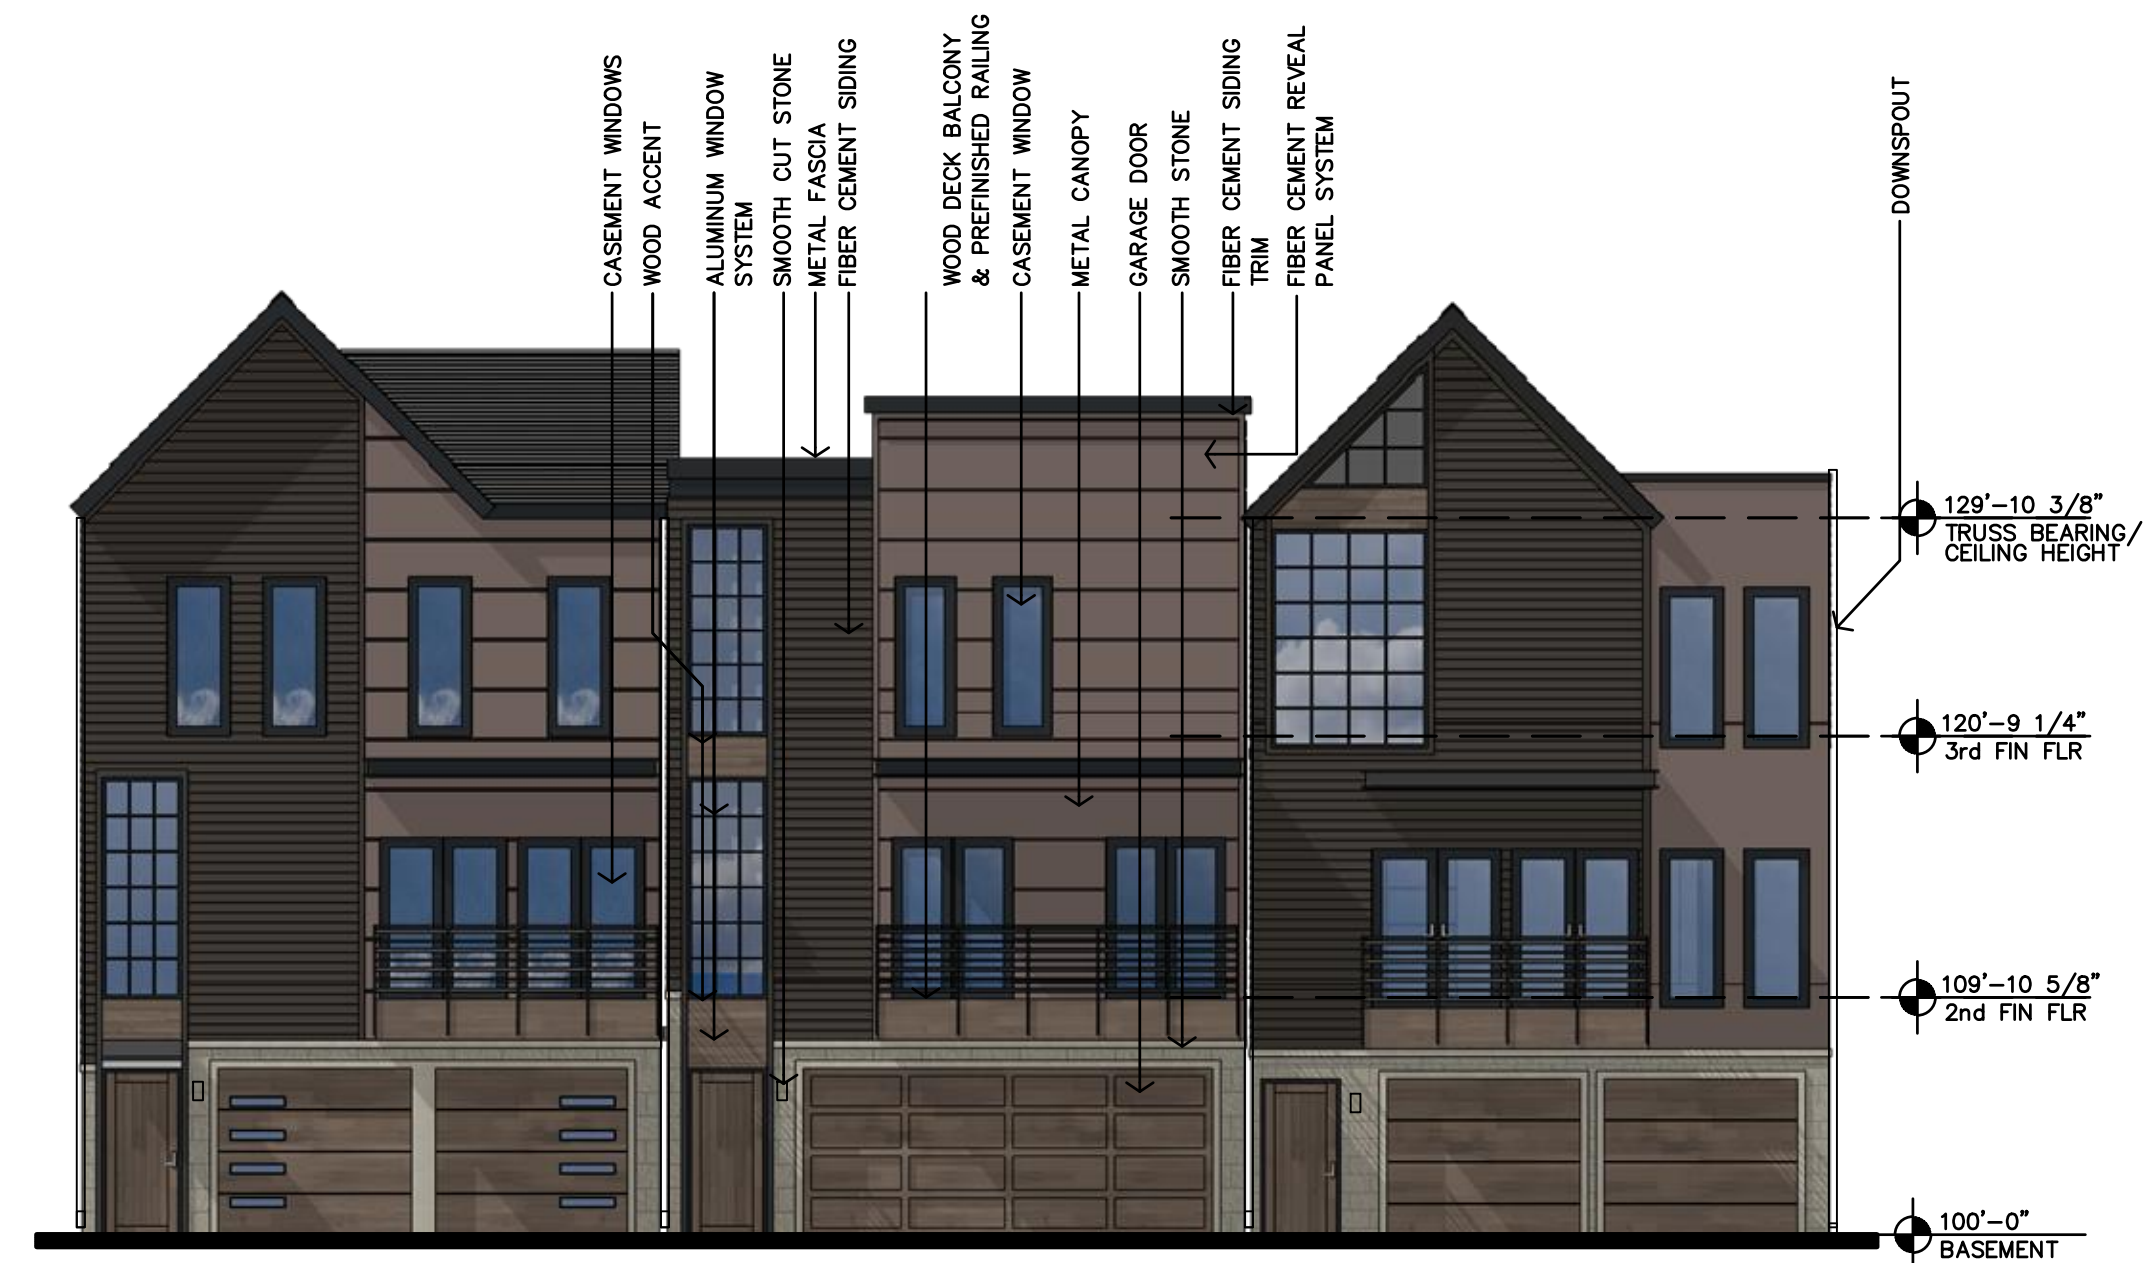 CASEMENT WINDOWS
WOOD ACCENT
ALUMINUM WINDOW
SYSTEM
SMOOTH CUT STONE
METAL FASCIA
FIBER CEMENT SIDING
WOOD DECK BALCONY
& PREFINISHED RAILING
CASEMENT WINDOW
METAL CANOPY
GARAGE DOOR
SMOOTH STONE
FIBER CEMENT SIDING
TRIM
FIBER CEMENT REVEAL
PANEL SYSTEM
DOWNSPOUT
129'-10 3/8"
TRUSS BEARING/
CEILING HEIGHT
120'-9 1/4"
3rd FIN FLR
109'-10 5/8"
2nd FIN FLR
100'-0"
BASEMENT